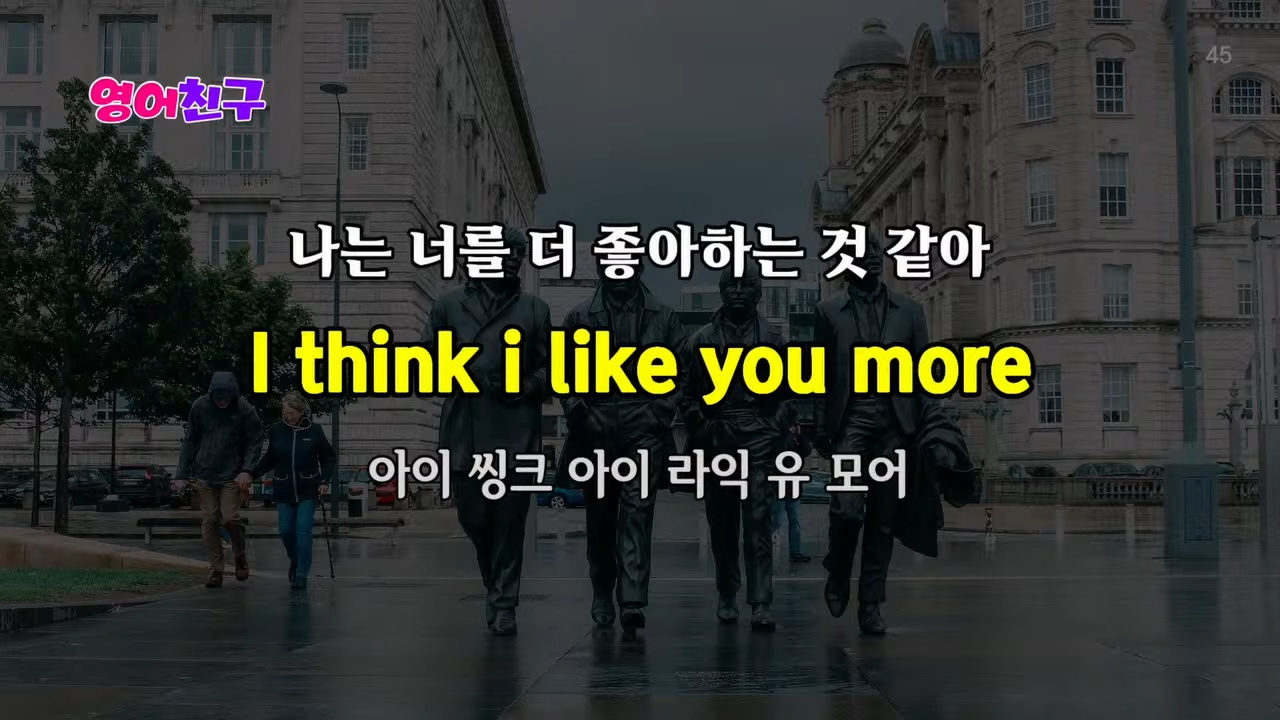 45
영어친구
나는 너를 더 좋아하는 것 같아
I think i like you more
아이 씽크 아이 라익 유 모어